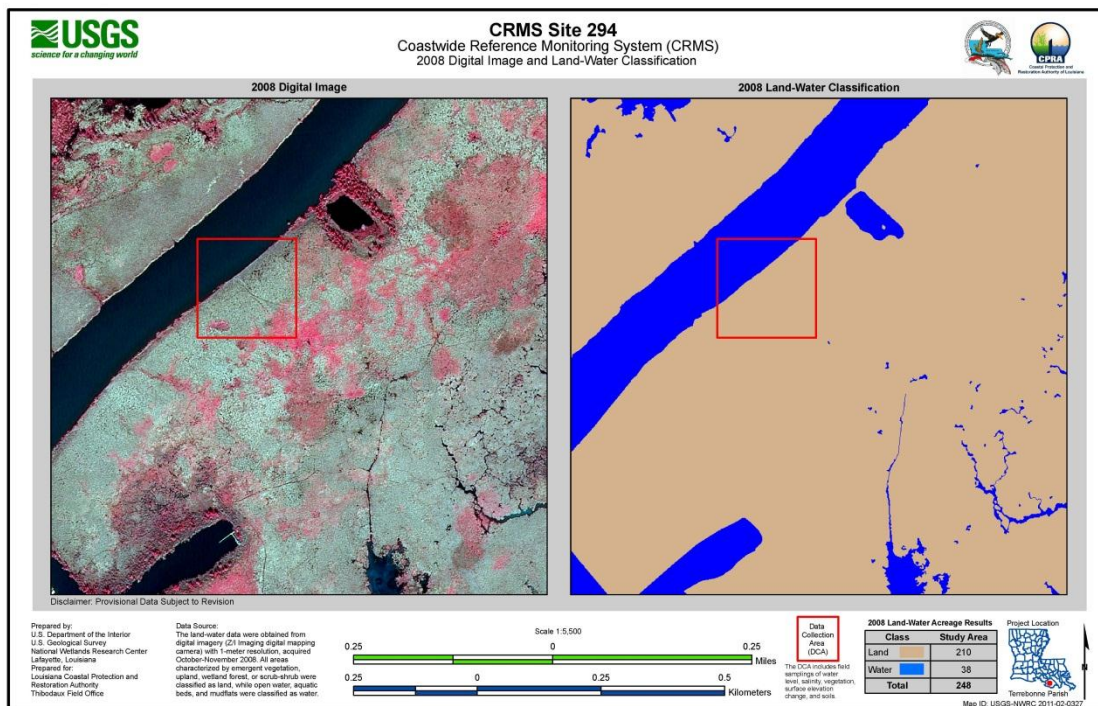 USGS
science for a changing world
CRMS Site 294
Coastwide Reference Monitoring System (CRMS)
2008 Digital Image and Land-Water Classification
CPRA
Coastal Protection and
Restoration Authority of Louisiana
2008 Digital Image
2008 Land-Water Classification
Disclaimer: Provisional Data Subject to Revision
Prepared by:
U.S. Department of the Interior
U.S. Geological Survey
National Wetlands Research Center
Lafayette, Louisiana
Prepared for:
Louisiana Coastal Protection and
Restoration Authority
Thibodaux Field Office
Data Source:
The land-water data were obtained from
digital imagery (Z/I Imaging digital mapping
camera) with 1-meter resolution, acquired
October-November 2008. All areas
characterized by emergent vegetation,
upland, wetland forest, or scrub-shrub were
classified as land, while open water, aquatic
beds, and mudflats were classified as water.
Scale 1:5,500
0.25 0 0.25
Miles
0.25 0 0.5
Kilometers
Data
Collection
Area
(DCA)
The DCA includes field
samplings of water
level, salinity, vegetation,
surface elevation
change, and soils.
2008 Land-Water Acreage Results
Class Study Area
Land 210
Water 38
Total 248
Project Location
Terrebonne Parish
N
Map ID: USGS-NWRC 2011-02-0327